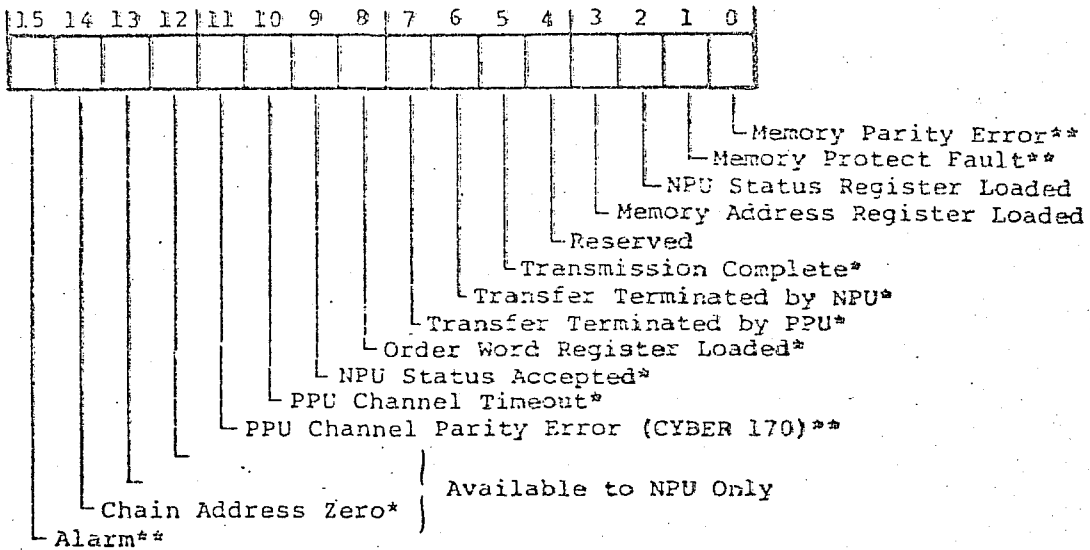 15 14 13 12 11 10 9 8 7 6 5 4 3 2 1 0
Memory Parity Error**
Memory Protect Fault**
NPU Status Register Loaded
Memory Address Register Loaded
Reserved
Transmission Complete*
Transfer Terminated by NPU*
Transfer Terminated by PPU*
Order Word Register Loaded*
NPU Status Accepted*
PPU Channel Timeout*
PPU Channel Parity Error (CYBER 170)**
Available to NPU Only
Chain Address Zero*
Alarm**